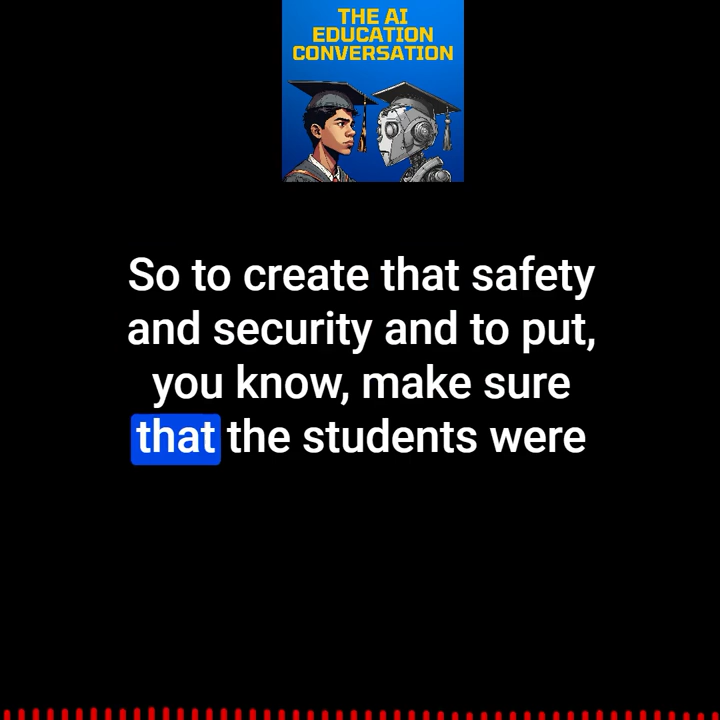 THE AI
EDUCATION
CONVERSATION
So to create that safety
and security and to put,
you know, make sure
that the students were